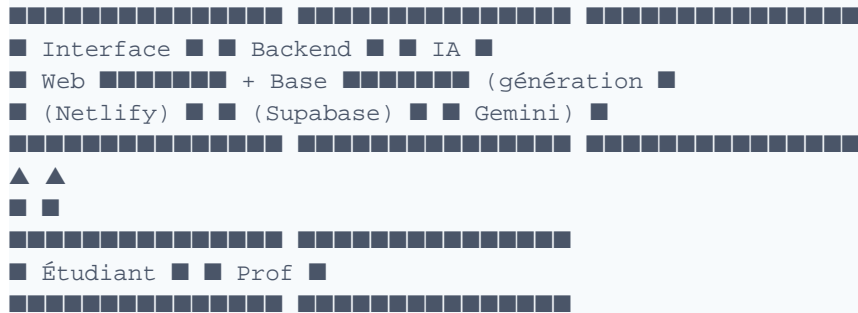 ■■■■■■■■■■■■■■■ ■■■■■■■■■■■■■■■ ■■■■■■■■■■■■■■■
■ Interface ■ ■ Backend ■ ■ IA ■
■ Web ■■■■■■■ + Base ■■■■■■■ (génération ■
■ (Netlify) ■ ■ (Supabase) ■ ■ Gemini) ■
■■■■■■■■■■■■■■■ ■■■■■■■■■■■■■■■ ■■■■■■■■■■■■■■■
▲ ▲
■ ■
■■■■■■■■■■■■■■■ ■■■■■■■■■■■■■■■
■ Étudiant ■ ■ Prof ■
■■■■■■■■■■■■■■■ ■■■■■■■■■■■■■■■